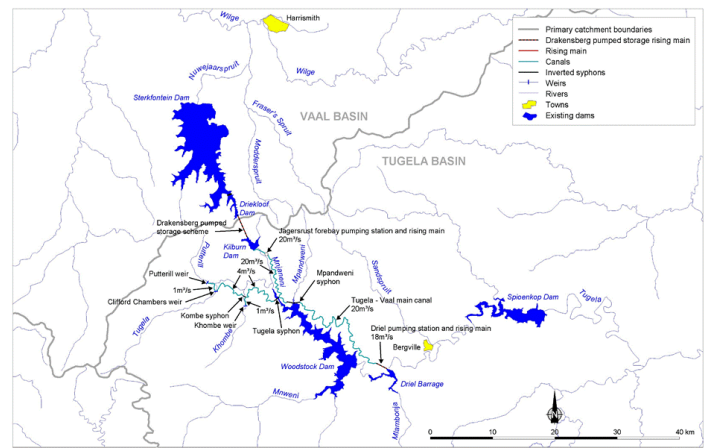 Wilge
Harrismith
Wilge
Nuwejaarspruit
Sterkfontein Dam
Fraser's Spruit
VAAL BASIN
TUGELA BASIN
Modderspruit
Driekloof
Dam
Drakensberg pumped
storage scheme
Jagersrust forebay pumping station and rising main
20m³/s
Putterill
Kilburn
Dam
Mnjaneni
Mpandweni
Sandspruit
20m³/s
4m³/s
Putterill weir
1m³/s
Clifford Chambers weir
Mpandweni
syphon
Kombe syphon
Khombe weir
1m³/s
Tugela syphon
Tugela - Vaal main canal
20m³/s
Spioenkop Dam
Tugela
Tugela
Khombe
Driel pumping station and rising main
18m³/s
Bergville
Woodstock Dam
Driel Barrage
Mnweni
Mlambonja
Primary catchment boundaries
Drakensberg pumped storage rising main
Rising main
Canals
Inverted syphons
Weirs
Rivers
Towns
Existing dams
N
0 10 20 30 40 km